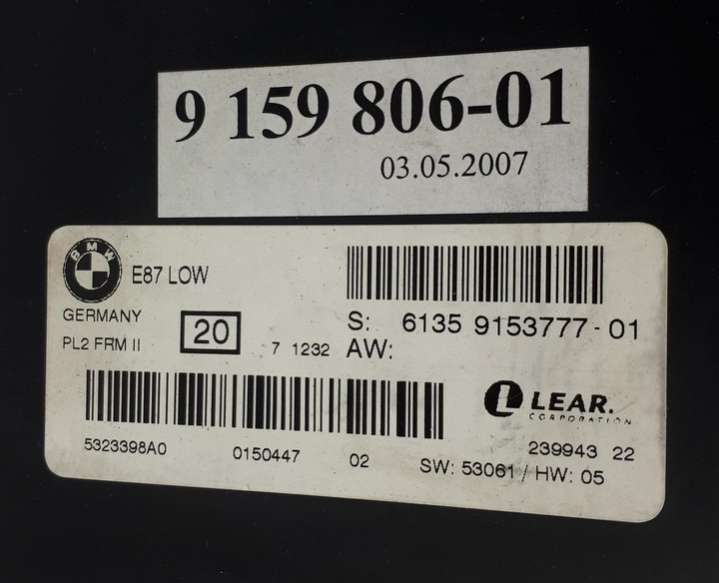 9 159 806-01
03.05.2007
BMW
E87 LOW
GERMANY
PL2 FRM II
20
7 1232
S: 6135 9153777-01
AW:
LEAR.
CORPORATION
5323398A0 0150447 02
239943 22
SW: 53061 / HW: 05